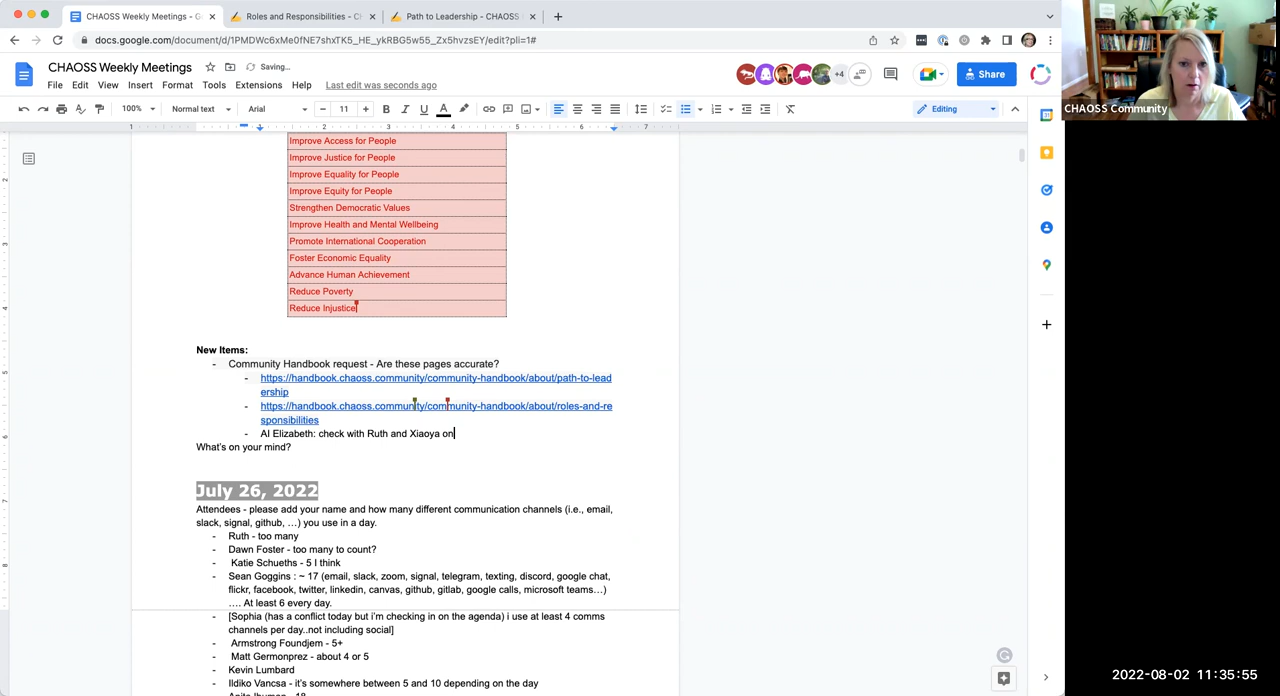 CHAOSS Weekly Meetings - G
Roles and Responsibilities - C
Path to Leadership - CHAOSS
docs.google.com/document/d/1PMDWc6xMe0fNE7shxTK5_HE_ykRBG5w55_Zx5hvzsEY/edit?pli=1#
CHAOSS Weekly Meetings
Saving...
File Edit View Insert Format Tools Extensions Help Last edit was seconds ago
+4
Share
100% Normal text Arial 11 Editing
CHAOSS Community
1 1 2 3 4 5 6 7
Improve Access for People
Improve Justice for People
Improve Equality for People
Improve Equity for People
Strengthen Democratic Values
Improve Health and Mental Wellbeing
Promote International Cooperation
Foster Economic Equality
Advance Human Achievement
Reduce Poverty
Reduce Injustice
New Items:
- Community Handbook request - Are these pages accurate?
- https://handbook.chaoss.community/community-handbook/about/path-to-lead
ership
- https://handbook.chaoss.community/community-handbook/about/roles-and-re
sponsibilities
- AI Elizabeth: check with Ruth and Xiaoya on
What's on your mind?
July 26, 2022
Attendees - please add your name and how many different communication channels (i.e., email,
slack, signal, github, …) you use in a day.
- Ruth - too many
- Dawn Foster - too many to count?
- Katie Schueths - 5 I think
- Sean Goggins : ~ 17 (email, slack, zoom, signal, telegram, texting, discord, google chat,
flickr, facebook, twitter, linkedin, canvas, github, gitlab, google calls, microsoft teams…)
…. At least 6 every day.
- [Sophia (has a conflict today but i'm checking in on the agenda) i use at least 4 comms
channels per day..not including social]
- Armstrong Foundjem - 5+
- Matt Germonprez - about 4 or 5
- Kevin Lumbard
- Ildiko Vancsa - it's somewhere between 5 and 10 depending on the day
2022-08-02 11:35:55